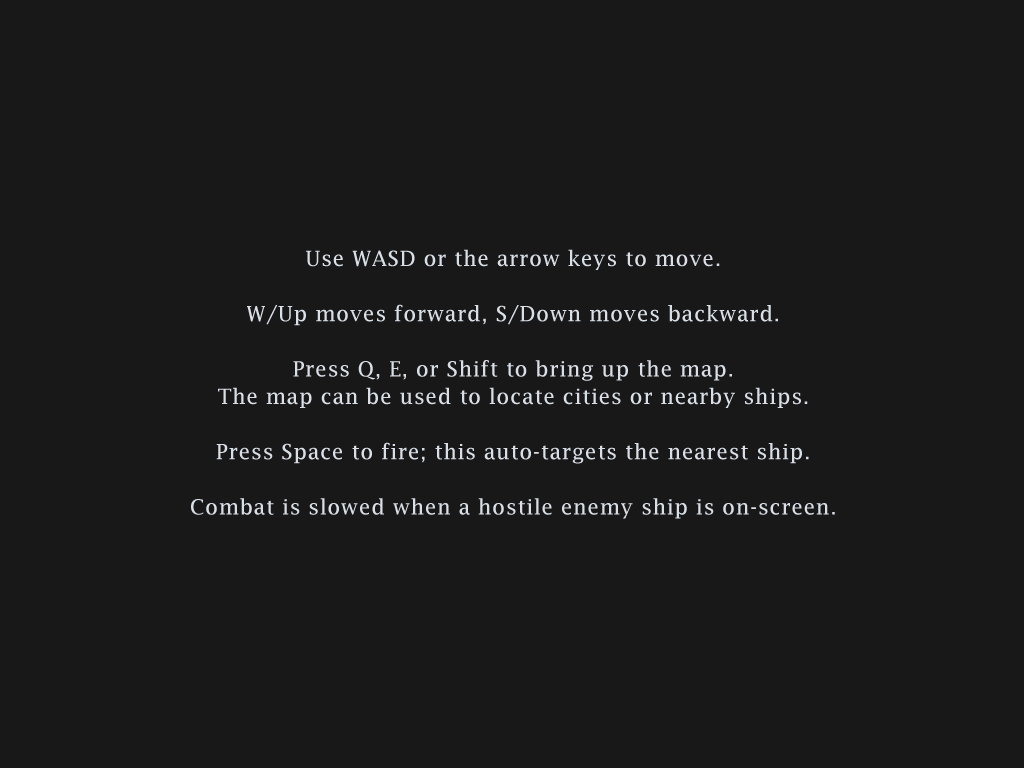 Use WASD or the arrow keys to move.
W/Up moves forward, S/Down moves backward.
Press Q, E, or Shift to bring up the map.
The map can be used to locate cities or nearby ships.
Press Space to fire; this auto-targets the nearest ship.
Combat is slowed when a hostile enemy ship is on-screen.